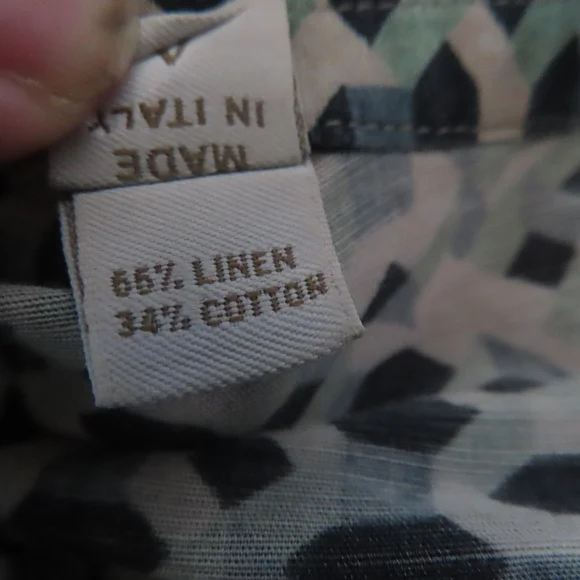 MADE
IN ITALY
66% LINEN
34% COTTON